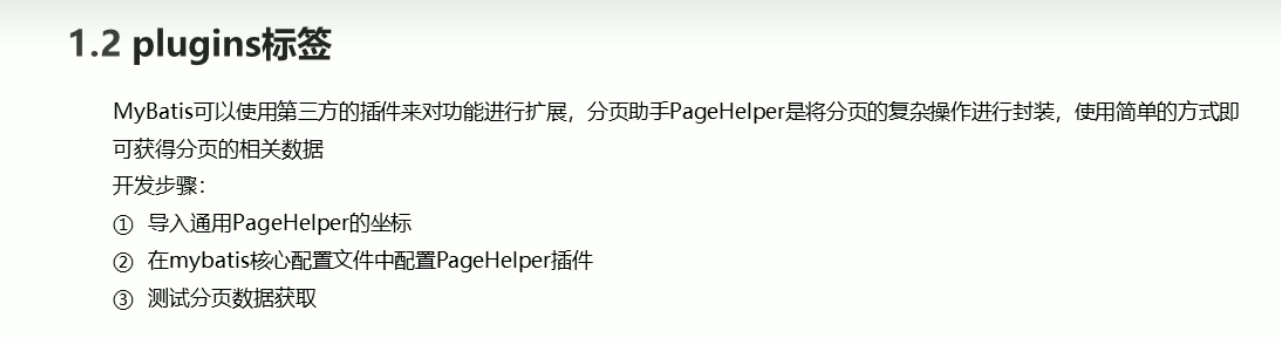 1.2 plugins标签
MyBatis可以使用第三方的插件来对功能进行扩展，分页助手PageHelper是将分页的复杂操作进行封装，使用简单的方式即
可获得分页的相关数据
开发步骤：
① 导入通用PageHelper的坐标
② 在mybatis核心配置文件中配置PageHelper插件
③ 测试分页数据获取